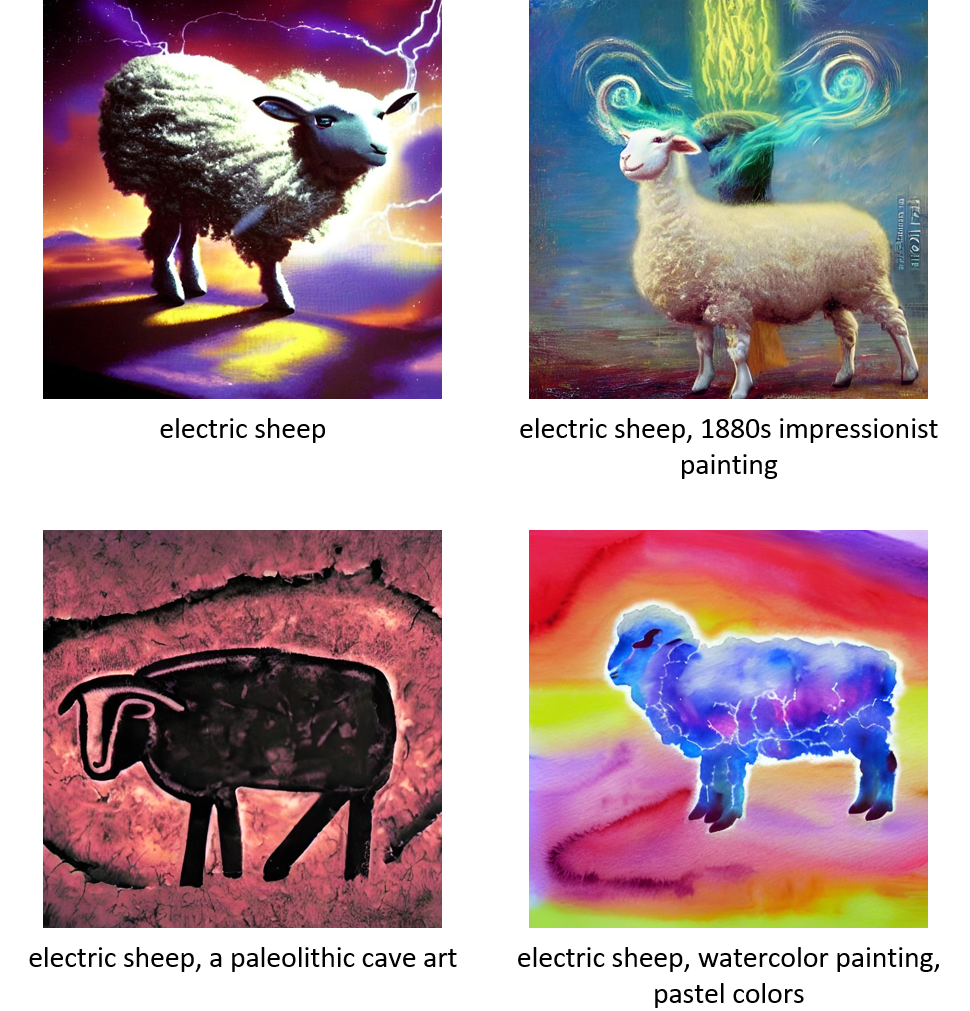 electric sheep
electric sheep, 1880s impressionist
painting
electric sheep, a paleolithic cave art
electric sheep, watercolor painting,
pastel colors